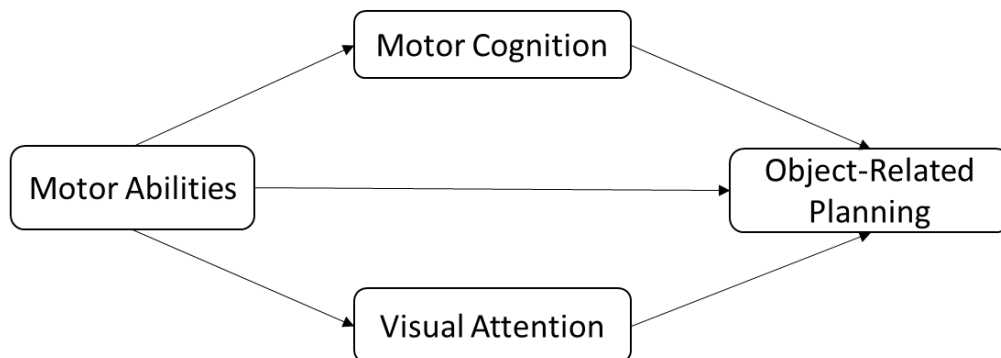 Motor Cognition
Motor Abilities
Object-Related
Planning
Visual Attention